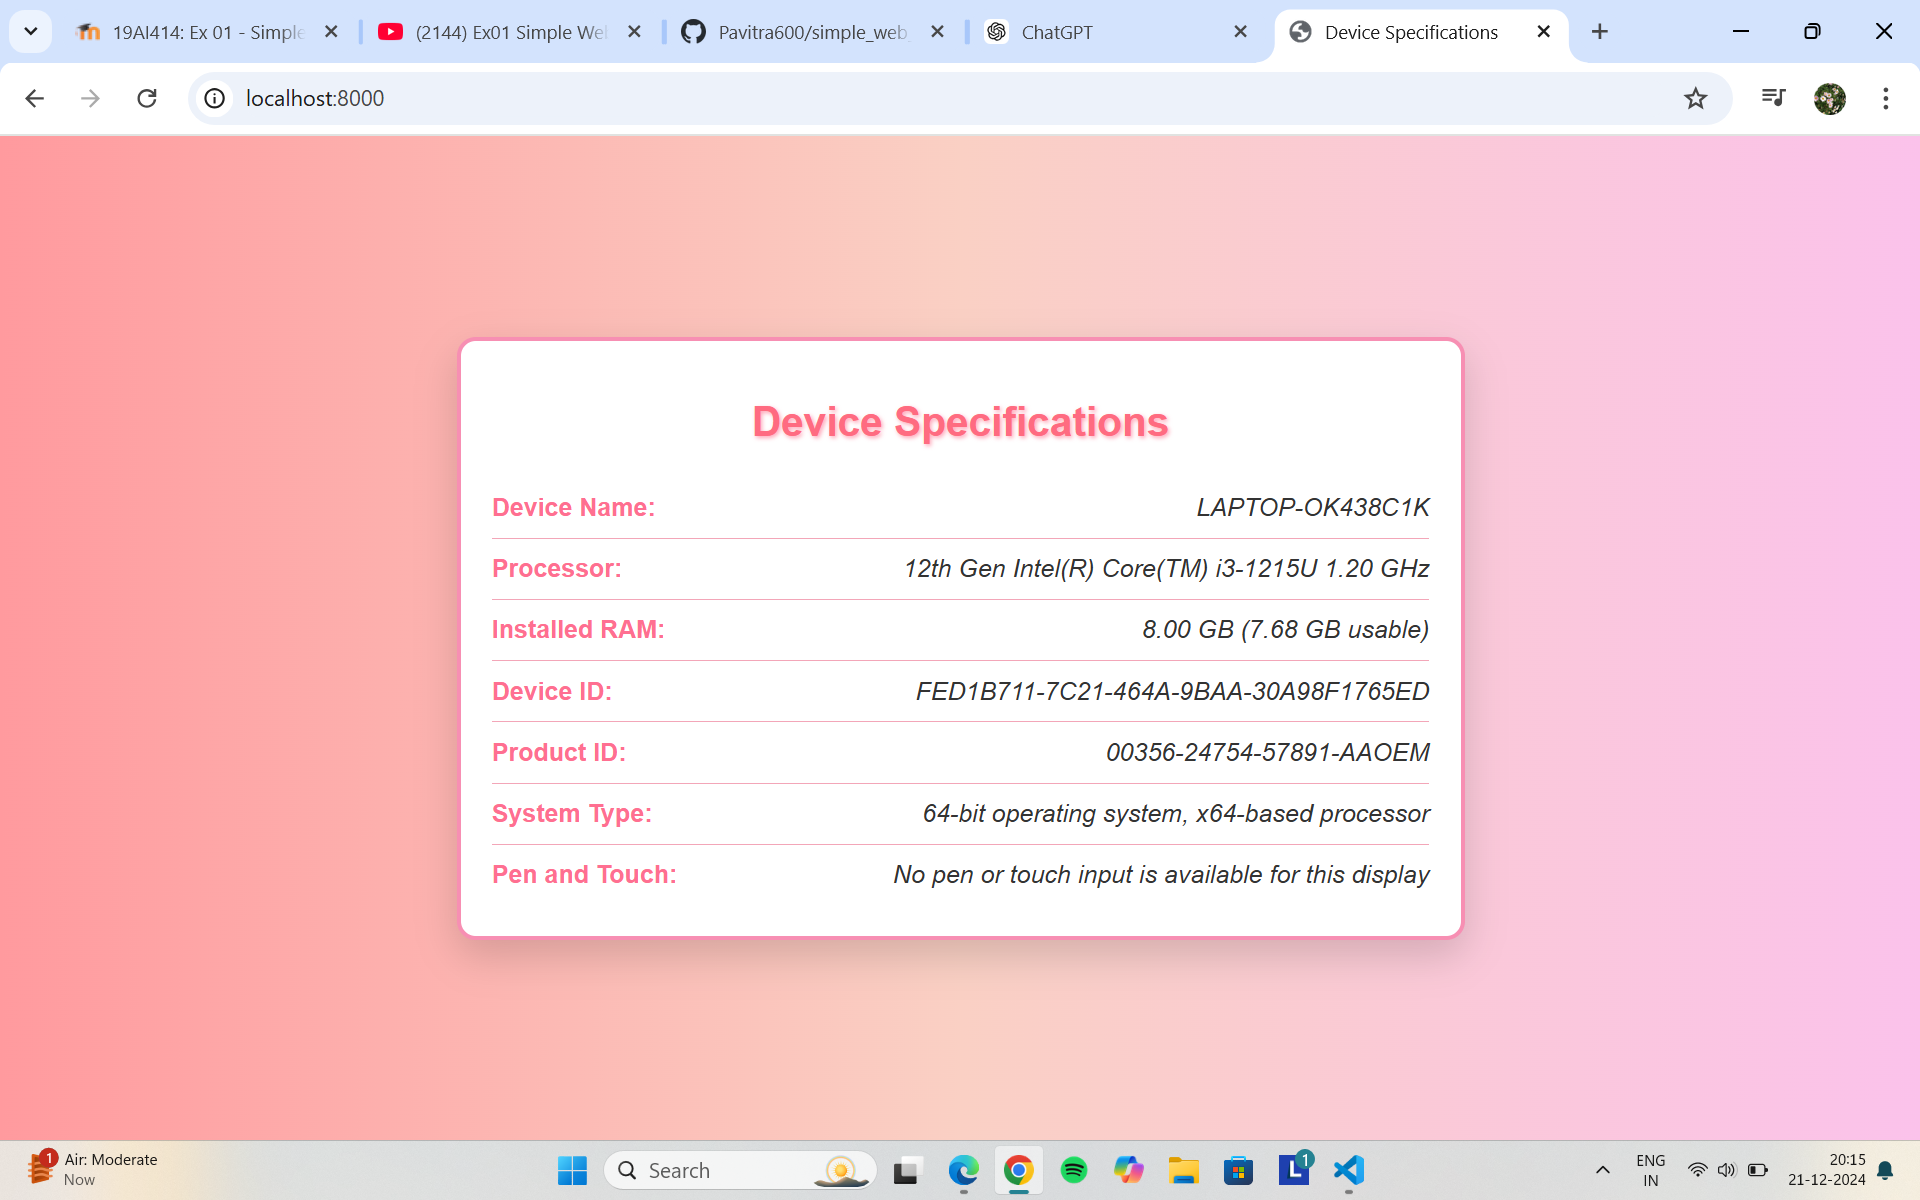 19AI414: Ex 01 - Simple
(2144) Ex01 Simple We
Pavitra600/simple_web
ChatGPT
Device Specifications
localhost:8000
Device Specifications
Device Name: LAPTOP-OK438C1K
Processor: 12th Gen Intel(R) Core(TM) i3-1215U 1.20 GHz
Installed RAM: 8.00 GB (7.68 GB usable)
Device ID: FED1B711-7C21-464A-9BAA-30A98F1765ED
Product ID: 00356-24754-57891-AAOEM
System Type: 64-bit operating system, x64-based processor
Pen and Touch: No pen or touch input is available for this display
1
Air: Moderate
Now
Search
L 1
ENG
IN
20:15
21-12-2024